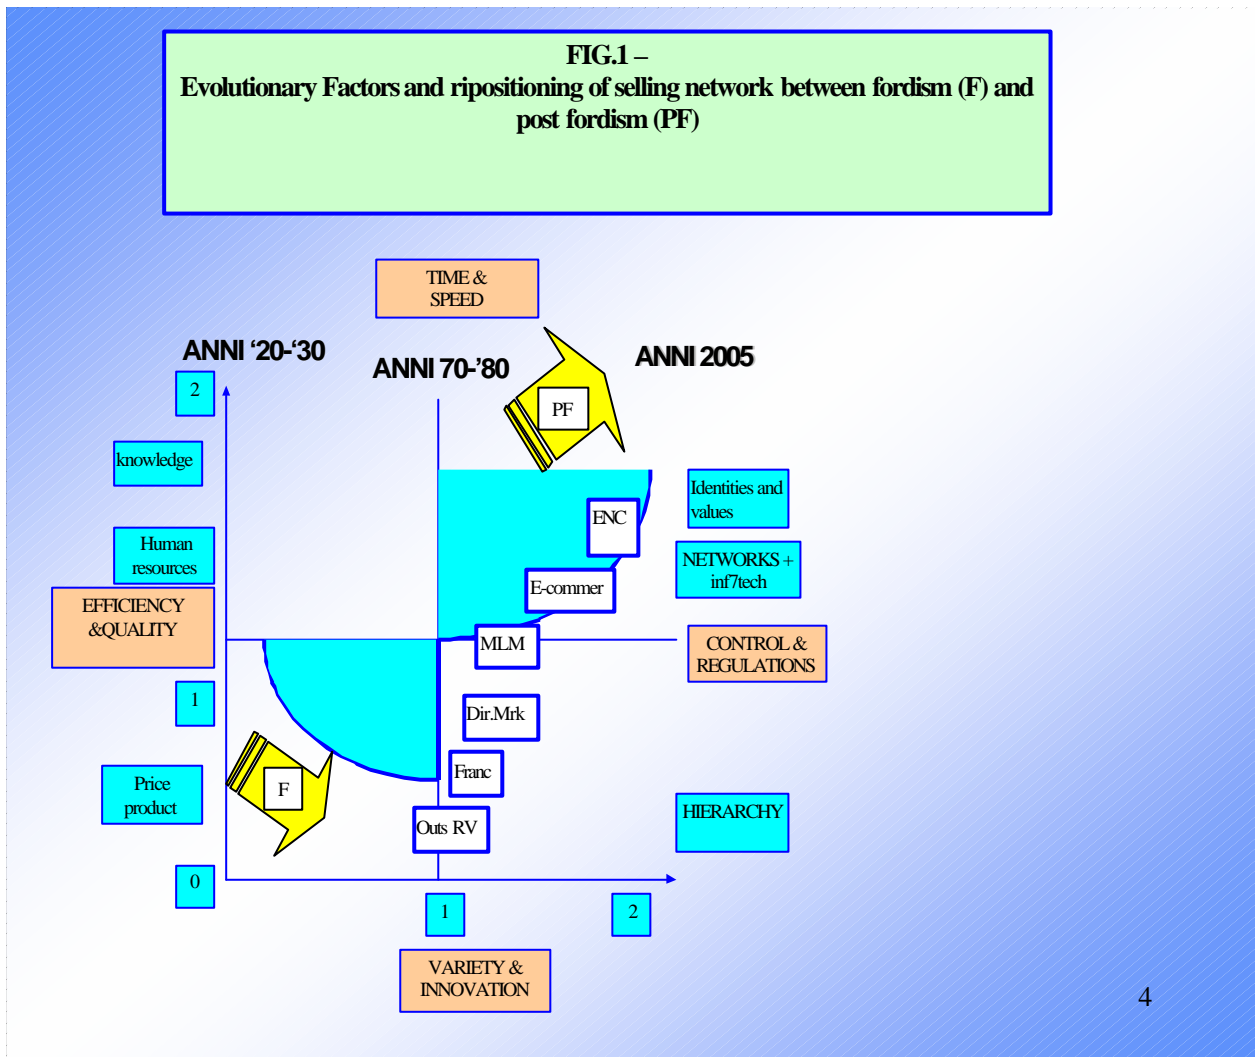 FIG.1 –
Evolutionary Factors and ripositioning of selling network between fordism (F) and
post fordism (PF)
TIME &
SPEED
ANNI ‘20-‘30
ANNI 70-’80
ANNI 2005
2
PF
knowledge
Identities and
values
ENC
Human
resources
NETWORKS +
inf7tech
E-commer
EFFICIENCY
&QUALITY
MLM
CONTROL &
REGULATIONS
1
Dir.Mrk
Franc
Price
product
F
HIERARCHY
Outs RV
0
1
2
VARIETY &
INNOVATION
4